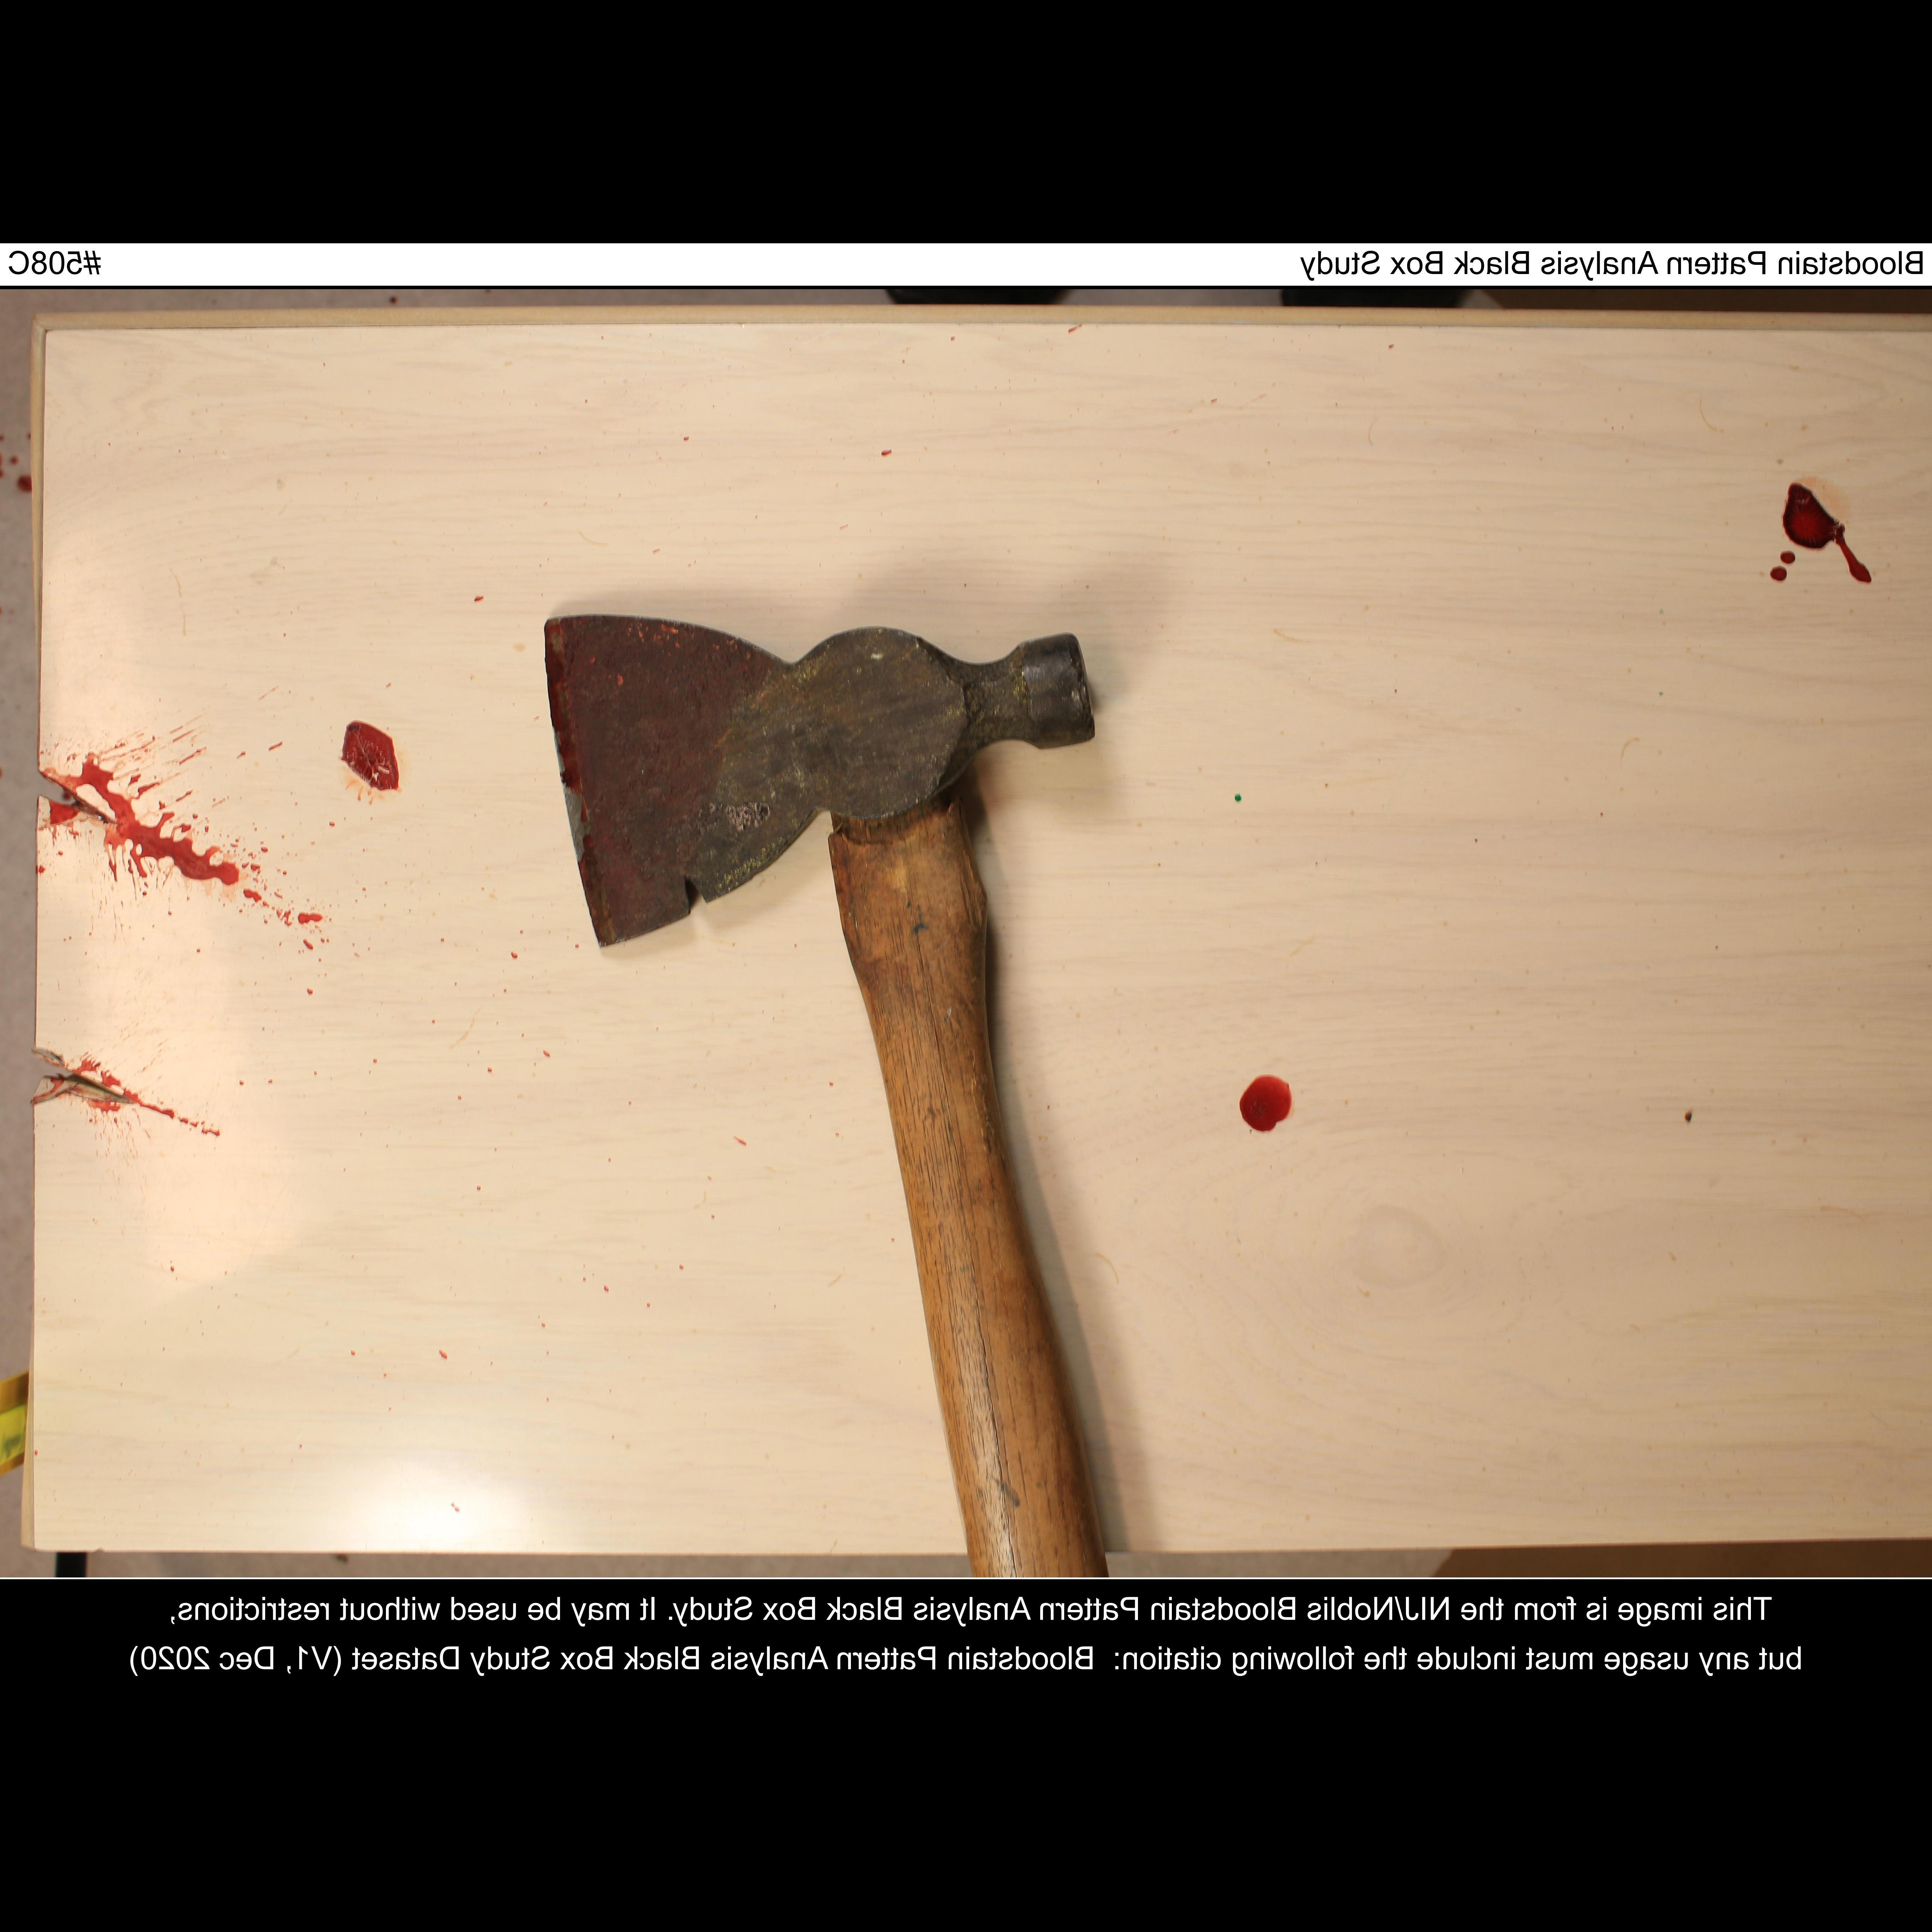 Bloodstain Pattern Analysis Black Box Study #508C
This image is from the NIJ/Noblis Bloodstain Pattern Analysis Black Box Study. It may be used without restrictions,
but any usage must include the following citation: Bloodstain Pattern Analysis Black Box Study Dataset (V1, Dec 2020)